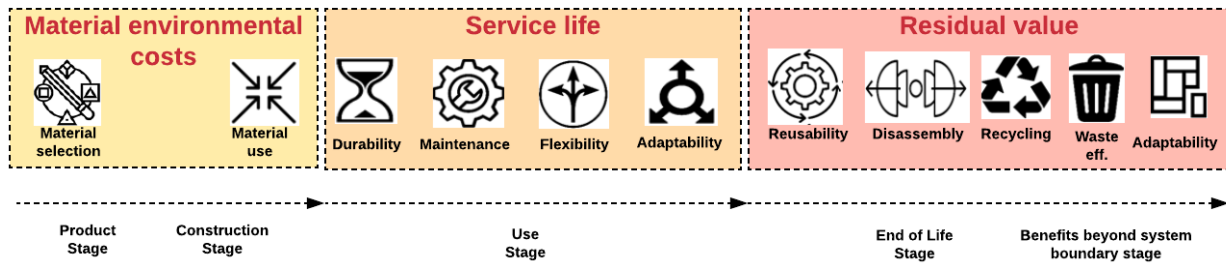 Material environmental
costs
Material
selection
Material
use
Service life
Durability
Maintenance
Flexibility
Adaptability
Residual value
Reusability
Disassembly
Recycling
Waste
eff.
Adaptability
Product
Stage
Construction
Stage
Use
Stage
End of Life
Stage
Benefits beyond system
boundary stage